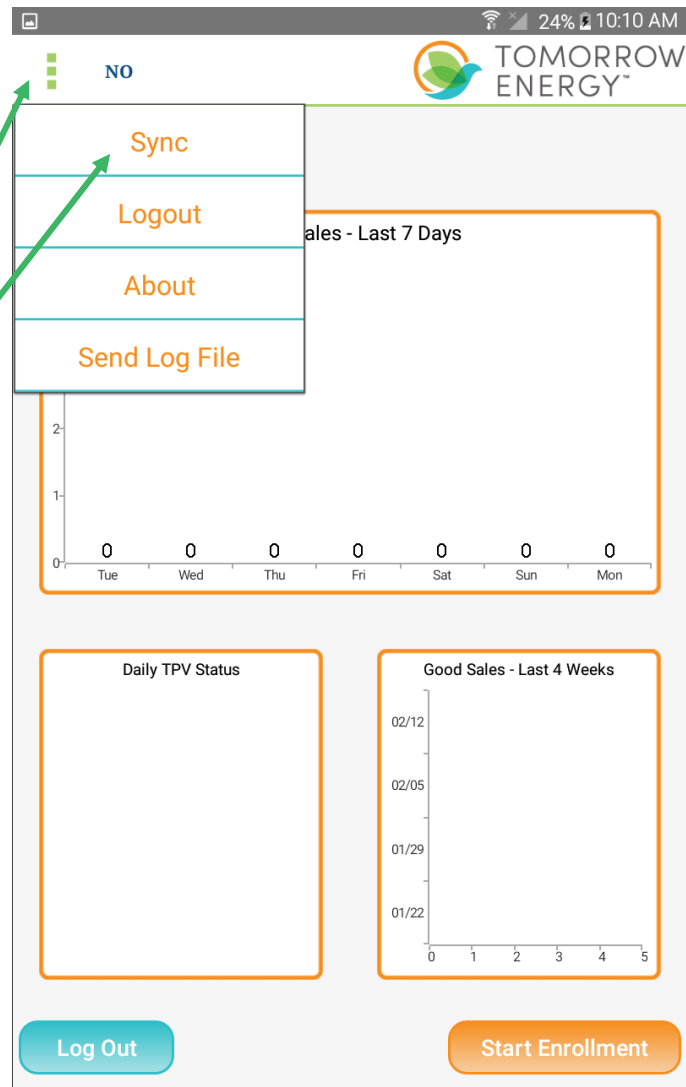 24% 10:10 AM
NO
TOMORROW
ENERGY™
Sync
Logout
About
Send Log File
ales - Last 7 Days
2
1
0
0 0 0 0 0 0 0
Tue Wed Thu Fri Sat Sun Mon
Daily TPV Status
Good Sales - Last 4 Weeks
02/12
02/05
01/29
01/22
0 1 2 3 4 5
Log Out
Start Enrollment